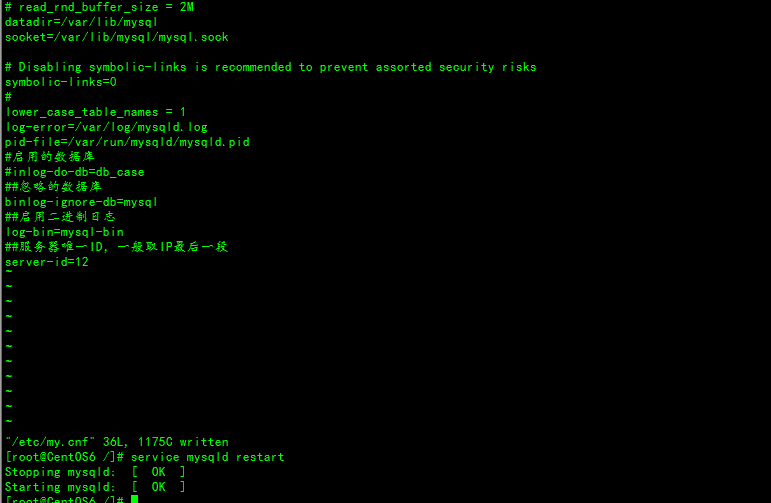 # read_rnd_buffer_size = 2M
datadir=/var/lib/mysql
socket=/var/lib/mysql/mysql.sock
# Disabling symbolic-links is recommended to prevent assorted security risks
symbolic-links=0
#
lower_case_table_names = 1
log-error=/var/log/mysqld.log
pid-file=/var/run/mysqld/mysqld.pid
#启用的数据库
#inlog-do-db=db_case
##忽略的数据库
binlog-ignore-db=mysql
##启用二进制日志
log-bin=mysql-bin
##服务器唯一ID，一般取IP最后一段
server-id=12
~
~
~
~
~
~
~
~
~
~
~
"/etc/my.cnf" 36L, 1175C written
[root@CentOS6 /]# service mysqld restart
Stopping mysqld:  [  OK  ]
Starting mysqld:  [  OK  ]
[root@CentOS6 /]#